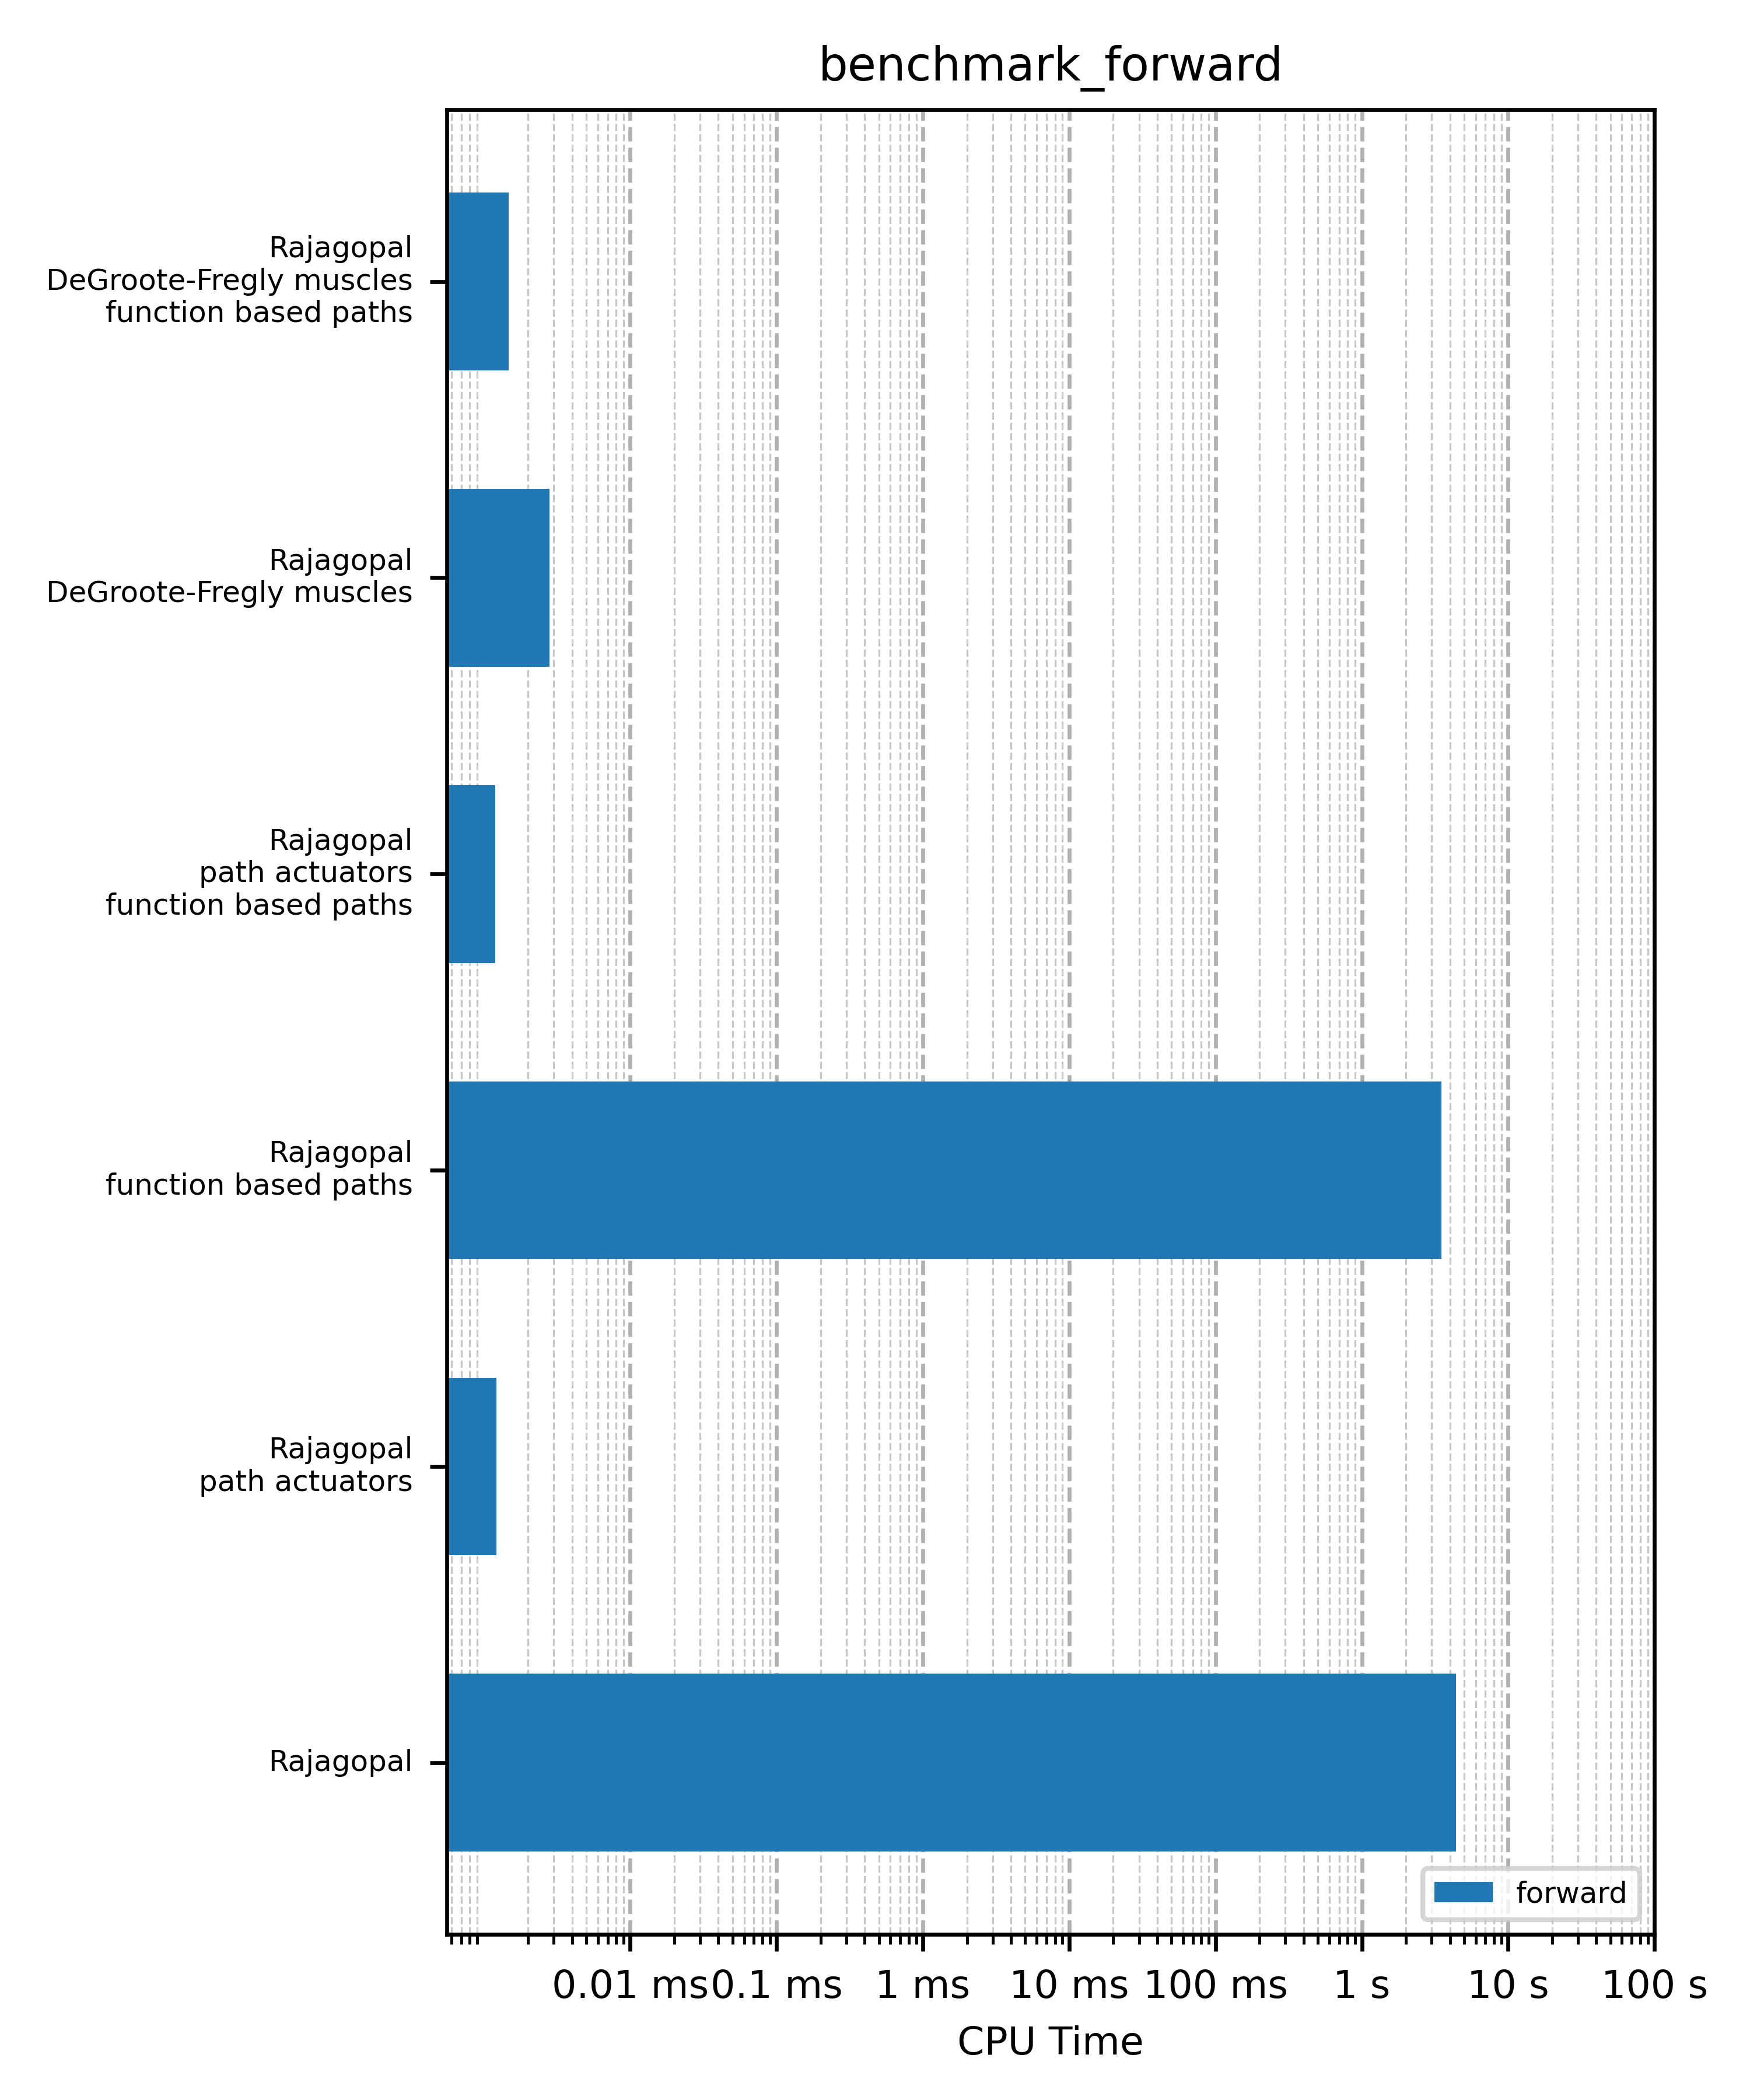 benchmark_forward
Rajagopal
DeGroote-Fregly muscles
function based paths
Rajagopal
DeGroote-Fregly muscles
Rajagopal
path actuators
function based paths
Rajagopal
function based paths
Rajagopal
path actuators
Rajagopal
forward
0.01 ms 0.1 ms 1 ms 10 ms 100 ms 1 s 10 s 100 s
CPU Time